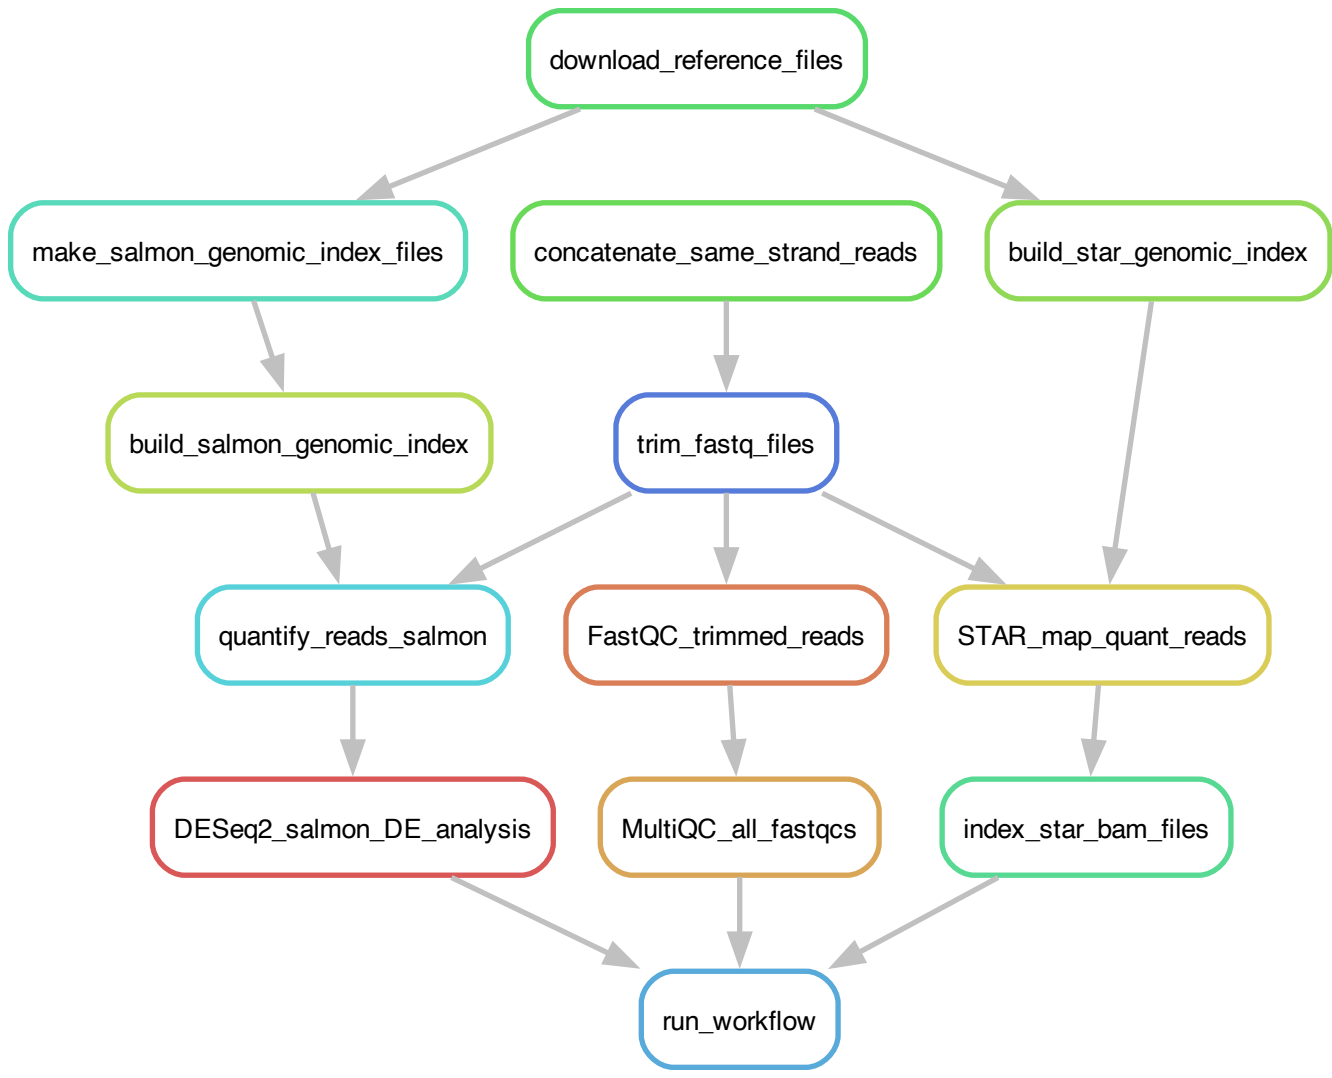 download_reference_files
make_salmon_genomic_index_files
concatenate_same_strand_reads
build_star_genomic_index
build_salmon_genomic_index
trim_fastq_files
quantify_reads_salmon
FastQC_trimmed_reads
STAR_map_quant_reads
DESeq2_salmon_DE_analysis
MultiQC_all_fastqcs
index_star_bam_files
run_workflow